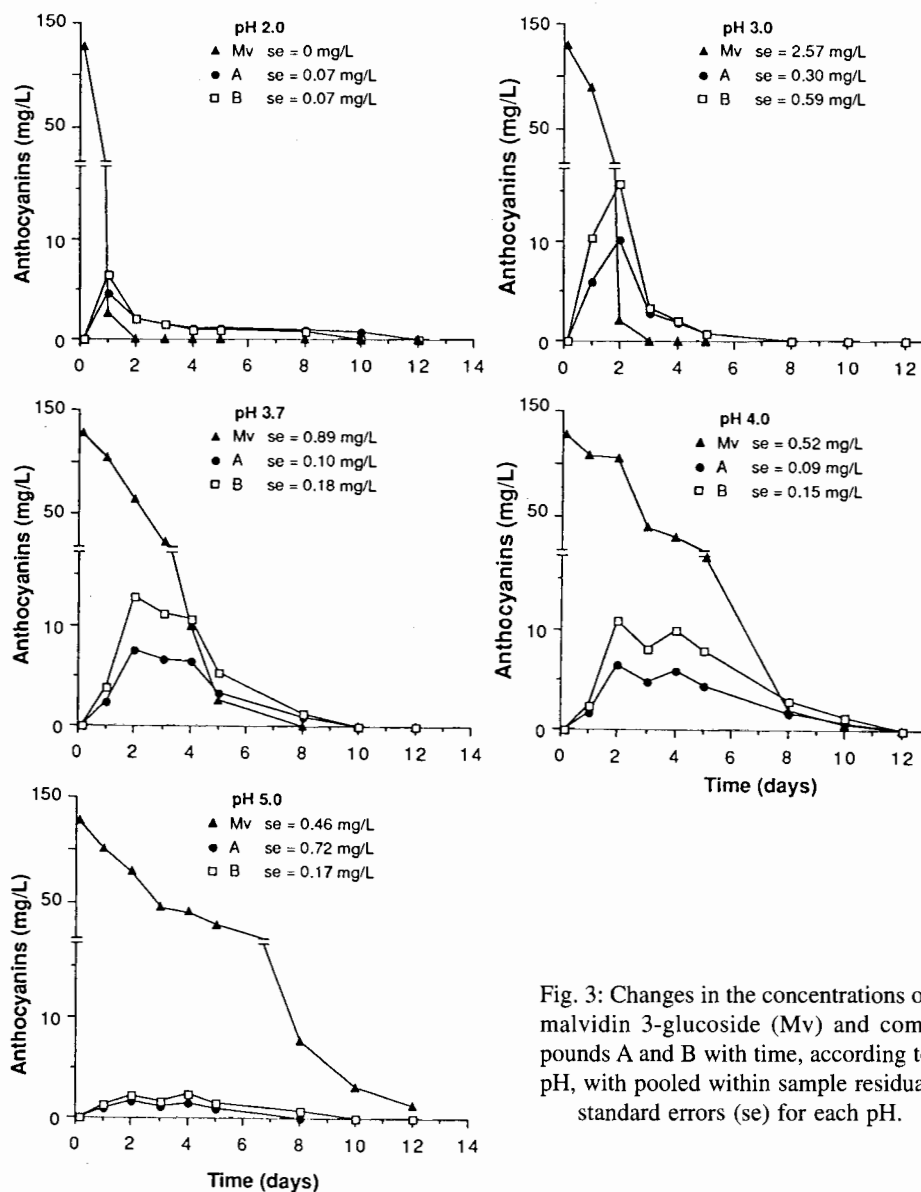 pH 2.0
▲ Mv se = 0 mg/L
● A se = 0.07 mg/L
□ B se = 0.07 mg/L
Anthocyanins (mg/L)
150
50
10
0
0 2 4 6 8 10 12 14
pH 3.0
▲ Mv se = 2.57 mg/L
● A se = 0.30 mg/L
□ B se = 0.59 mg/L
Anthocyanins (mg/L)
150
50
10
0
0 2 4 6 8 10 12
pH 3.7
▲ Mv se = 0.89 mg/L
● A se = 0.10 mg/L
□ B se = 0.18 mg/L
Anthocyanins (mg/L)
150
50
10
0
0 2 4 6 8 10 12 14
pH 4.0
▲ Mv se = 0.52 mg/L
● A se = 0.09 mg/L
□ B se = 0.15 mg/L
Anthocyanins (mg/L)
150
50
10
0
0 2 4 6 8 10 12
Time (days)
pH 5.0
▲ Mv se = 0.46 mg/L
● A se = 0.72 mg/L
□ B se = 0.17 mg/L
Anthocyanins (mg/L)
150
50
10
0
0 2 4 6 8 10 12 14
Time (days)
Fig. 3: Changes in the concentrations o
malvidin 3-glucoside (Mv) and com
pounds A and B with time, according t
pH, with pooled within sample residua
standard errors (se) for each pH.